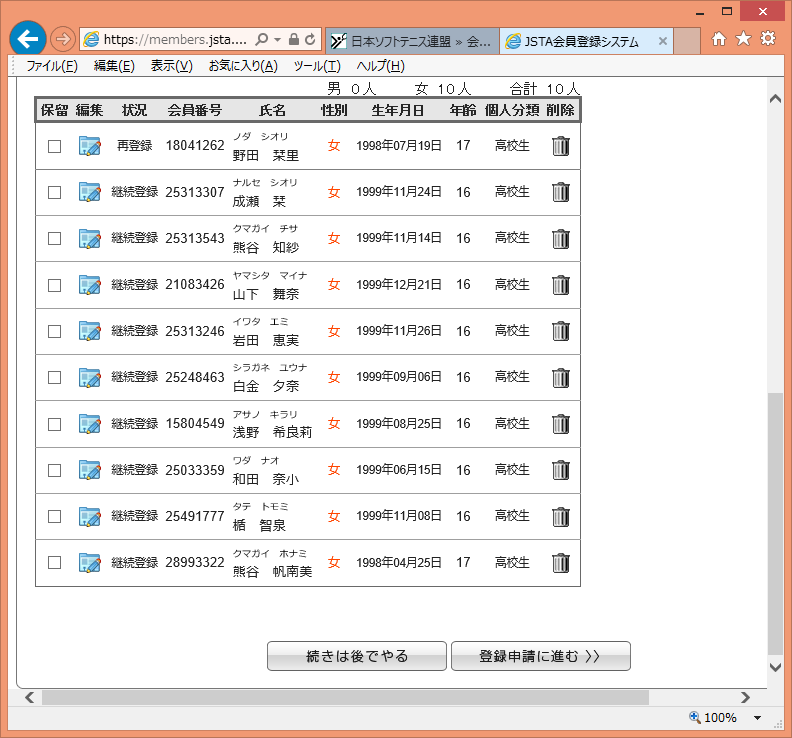 https://members.jsta....
日本ソフトテニス連盟 » 会...
JSTA会員登録システム
ファイル(F) 編集(E) 表示(V) お気に入り(A) ツール(T) ヘルプ(H)
男 0人 女 10人 合計 10人
保留 編集 状況 会員番号 氏名 性別 生年月日 年齢 個人分類 削除
ノダ シオリ
再登録 18041262 野田 栞里 女 1998年07月19日 17 高校生
ナルセ シオリ
継続登録 25313307 成瀬 栞 女 1999年11月24日 16 高校生
クマガイ チサ
継続登録 25313543 熊谷 知紗 女 1999年11月14日 16 高校生
ヤマシタ マイナ
継続登録 21083426 山下 舞奈 女 1999年12月21日 16 高校生
イワタ エミ
継続登録 25313246 岩田 恵実 女 1999年11月26日 16 高校生
シラガネ ユウナ
継続登録 25248463 白金 夕奈 女 1999年09月06日 16 高校生
アサノ キラリ
継続登録 15804549 浅野 希良莉 女 1999年08月25日 16 高校生
ワダ ナオ
継続登録 25033359 和田 奈小 女 1999年06月15日 16 高校生
タテ トモミ
継続登録 25491777 楯 智泉 女 1999年11月08日 16 高校生
クマガイ ホナミ
継続登録 28993322 熊谷 帆南美 女 1998年04月25日 17 高校生
続きは後でやる 登録申請に進む 》
100%